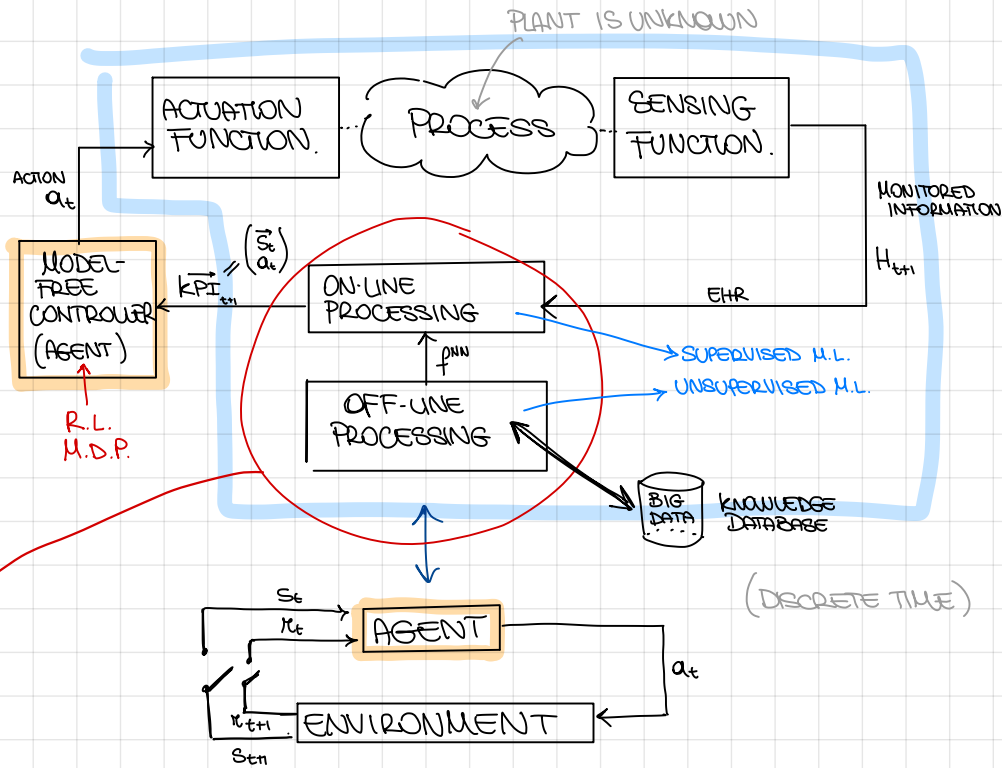 PLANT IS UNKNOWN
ACTUATION
FUNCTION.
PROCESS
SENSING
FUNCTION.
ACTION
at
MONITORED
INFORMATION
Ht+1
MODEL-
FREE
CONTROLLER
(AGENT)
KPI t+1 // (St at)
ON-LINE
PROCESSING
EHR
SUPERVISED M.L.
UNSUPERVISED M.L.
fNN
OFF-LINE
PROCESSING
R.L.
M.D.P.
BIG
DATA
KNOWLEDGE
DATABASE
(DISCRETE TIME)
St
rt
AGENT
at
rt+1
ENVIRONMENT
St+1